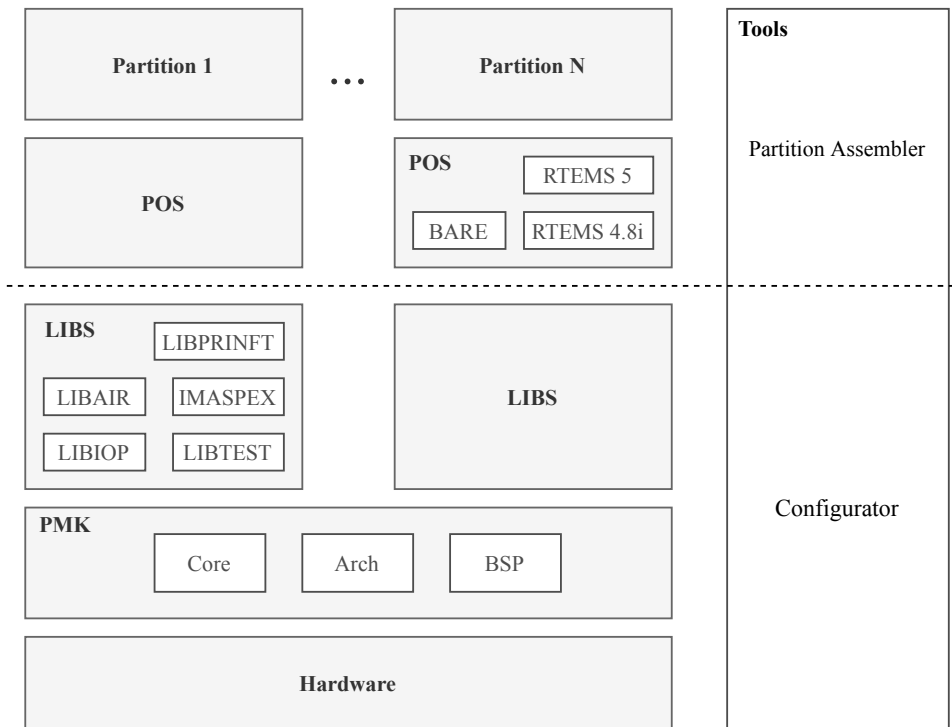 Partition 1
...
Partition N
Tools
Partition Assembler
POS
POS
RTEMS 5
BARE
RTEMS 4.8i
LIBS
LIBPRINFT
LIBAIR
IMASPEX
LIBIOP
LIBTEST
LIBS
Configurator
PMK
Core
Arch
BSP
Hardware